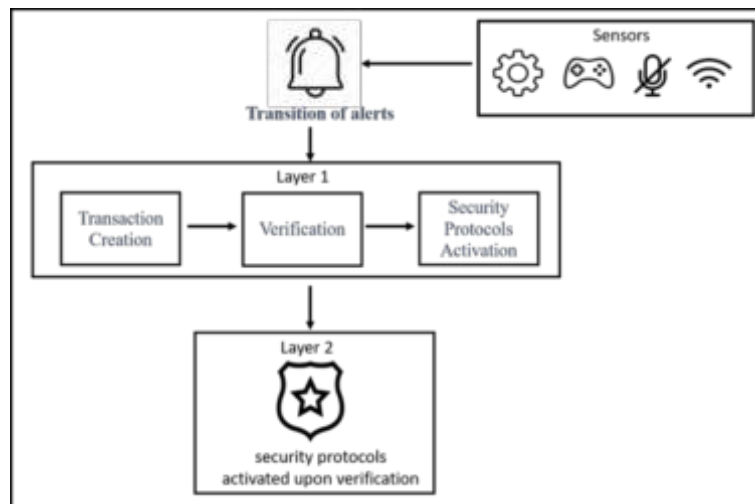 Sensors
Transition of alerts
Layer 1
Transaction
Creation
Verification
Security
Protocols
Activation
Layer 2
security protocols
activated upon verification